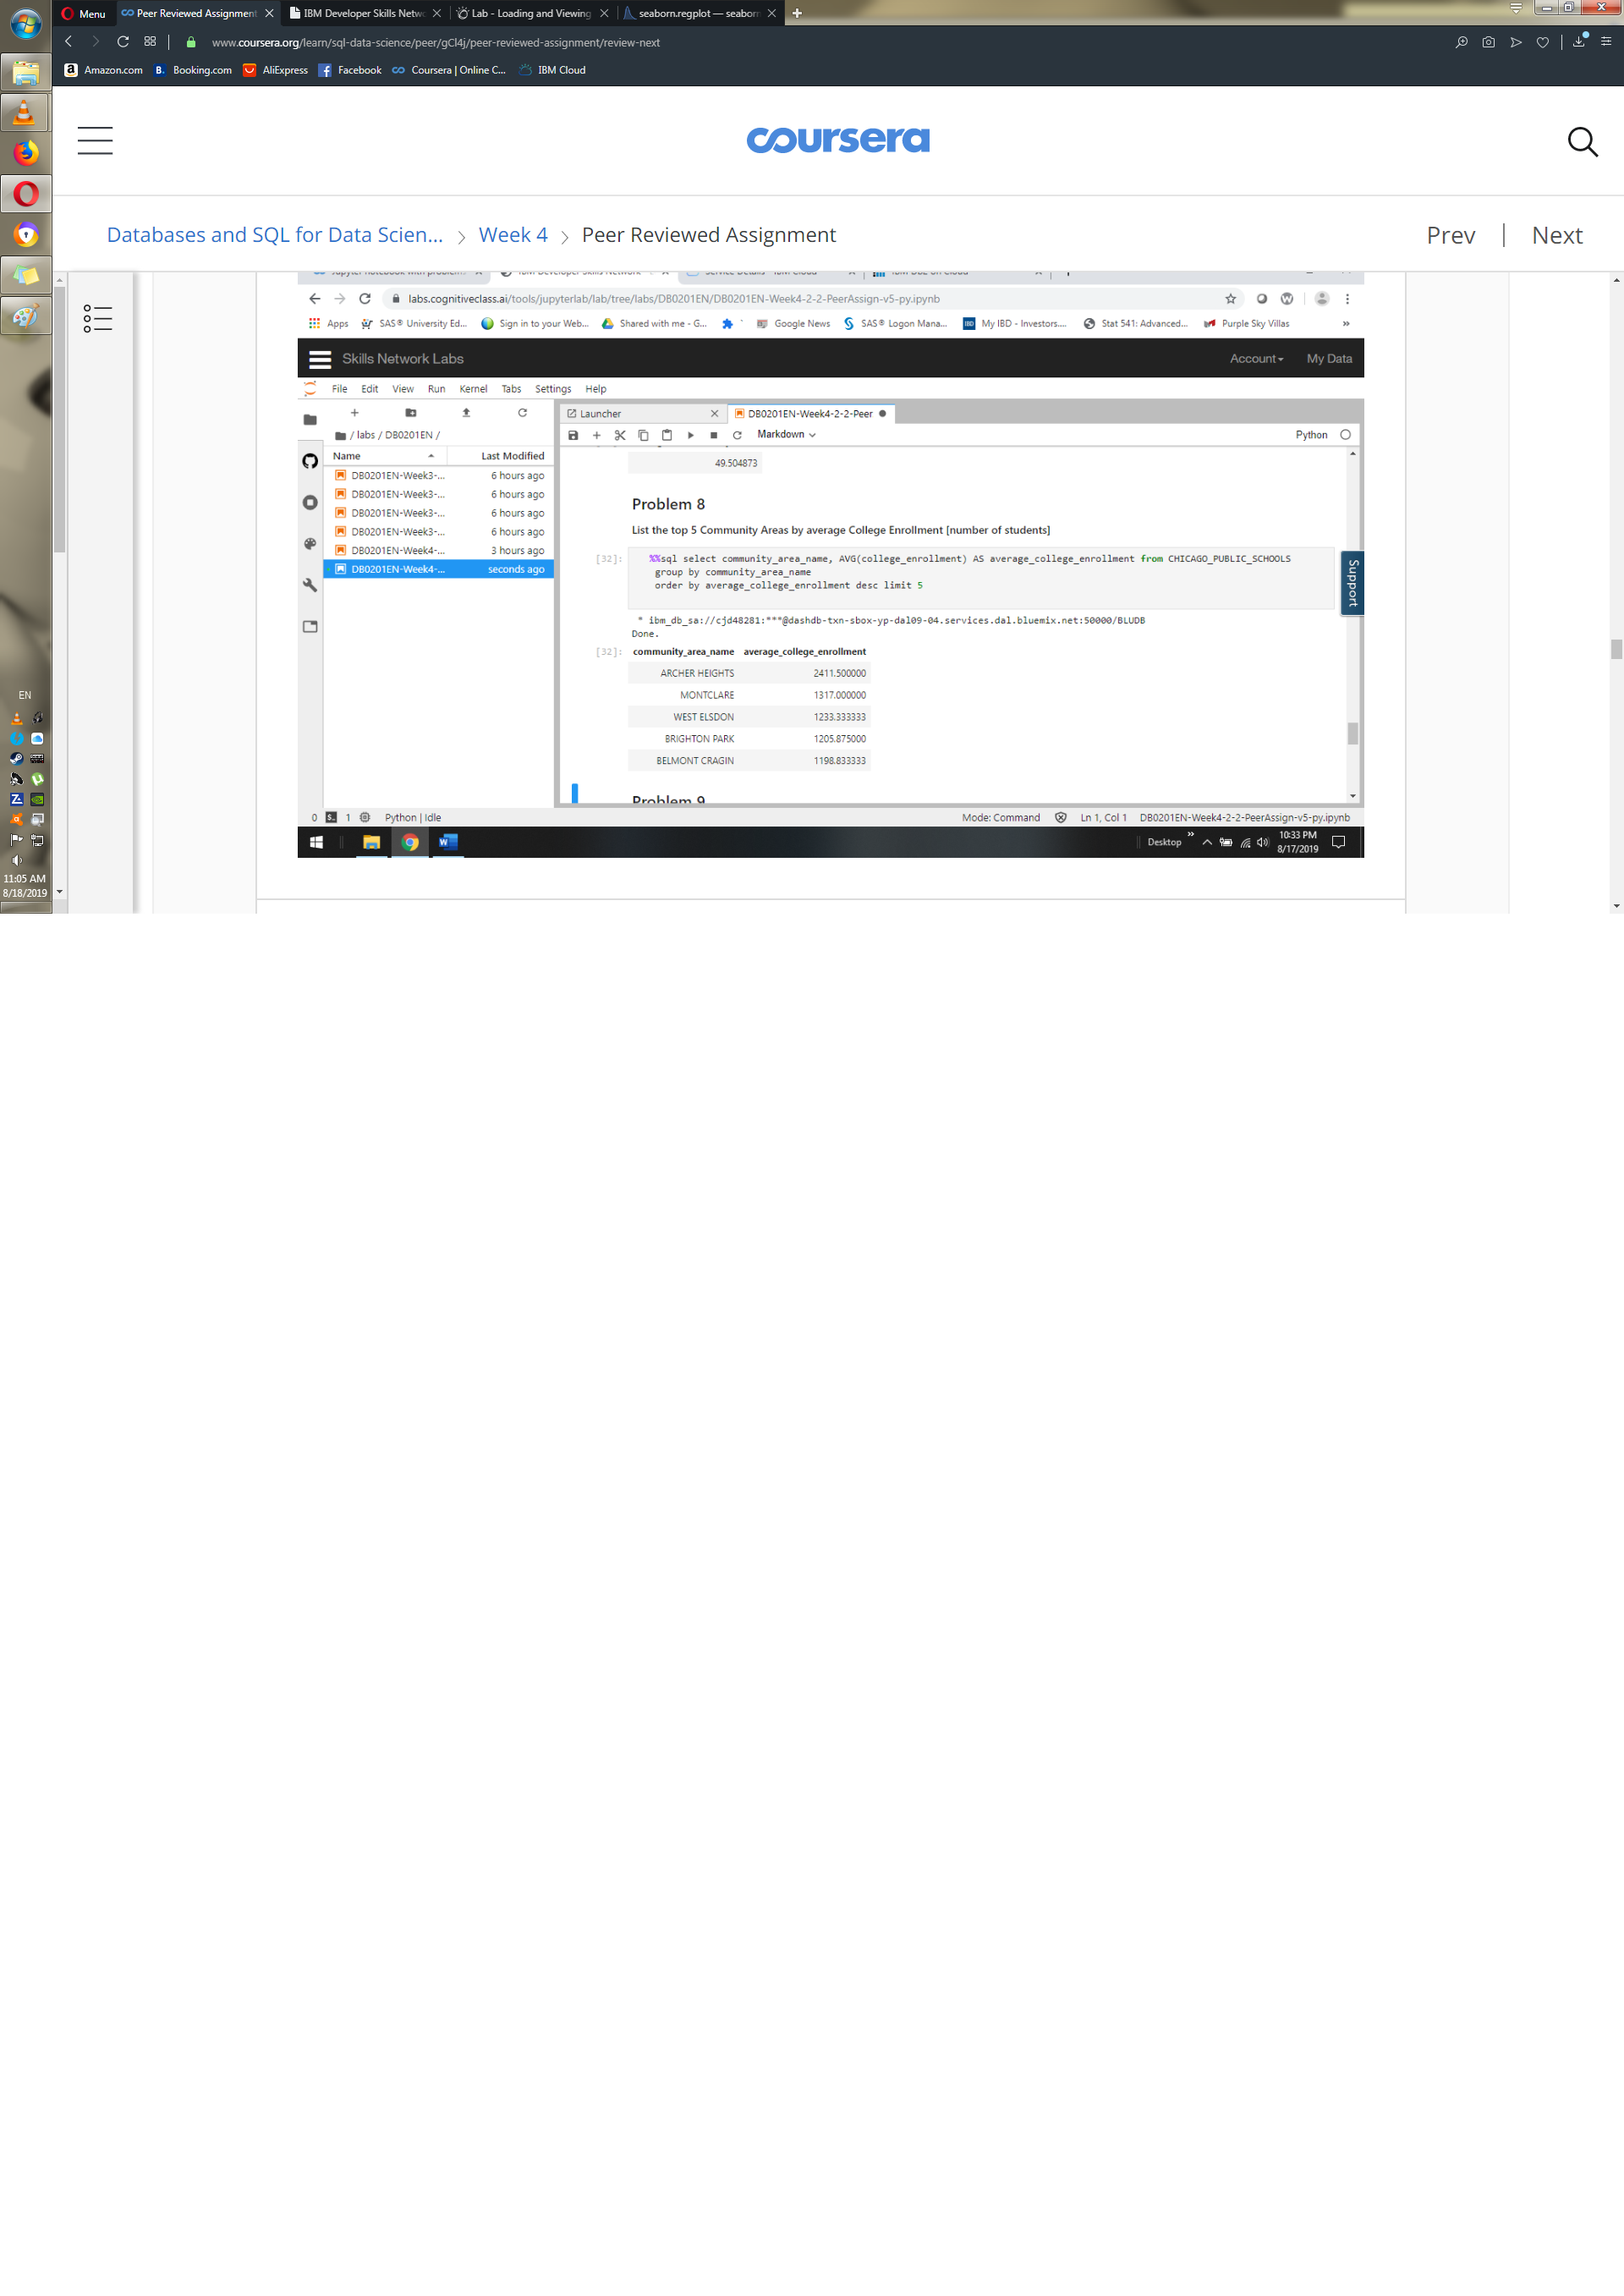 Menu
Peer Reviewed Assignment
IBM Developer Skills Netwo
Lab - Loading and Viewing
seaborn.regplot — seaborn
www.coursera.org/learn/sql-data-science/peer/gCl4j/peer-reviewed-assignment/review-next
Amazon.com
Booking.com
AliExpress
Facebook
Coursera | Online C...
IBM Cloud
coursera
Databases and SQL for Data Scien...
Week 4
Peer Reviewed Assignment
Prev
Next
labs.cognitiveclass.ai/tools/jupyterlab/lab/tree/labs/DB0201EN/DB0201EN-Week4-2-2-PeerAssign-v5-py.ipynb
Apps
SAS® University Ed...
Sign in to your Web...
Shared with me - G...
Google News
SAS® Logon Mana...
My IBD - Investors....
Stat 541: Advanced...
Purple Sky Villas
Skills Network Labs
Account
My Data
File Edit View Run Kernel Tabs Settings Help
/ labs / DB0201EN /
Name Last Modified
DB0201EN-Week3-... 6 hours ago
DB0201EN-Week3-... 6 hours ago
DB0201EN-Week3-... 6 hours ago
DB0201EN-Week3-... 6 hours ago
DB0201EN-Week4-... 3 hours ago
DB0201EN-Week4-... seconds ago
Launcher
DB0201EN-Week4-2-2-Peer
Markdown
Python
49.504873
Problem 8
List the top 5 Community Areas by average College Enrollment [number of students]
[32]: %%sql select community_area_name, AVG(college_enrollment) AS average_college_enrollment from CHICAGO_PUBLIC_SCHOOLS
group by community_area_name
order by average_college_enrollment desc limit 5
* ibm_db_sa://cjd48281:***@dashdb-txn-sbox-yp-dal09-04.services.dal.bluemix.net:50000/BLUDB
Done.
[32]: community_area_name average_college_enrollment
ARCHER HEIGHTS 2411.500000
MONTCLARE 1317.000000
WEST ELSDON 1233.333333
BRIGHTON PARK 1205.875000
BELMONT CRAGIN 1198.833333
Problem 9
Support
0 1 Python | Idle
Mode: Command
Ln 1, Col 1
DB0201EN-Week4-2-2-PeerAssign-v5-py.ipynb
Desktop
10:33 PM
8/17/2019
EN
11:05 AM
8/18/2019